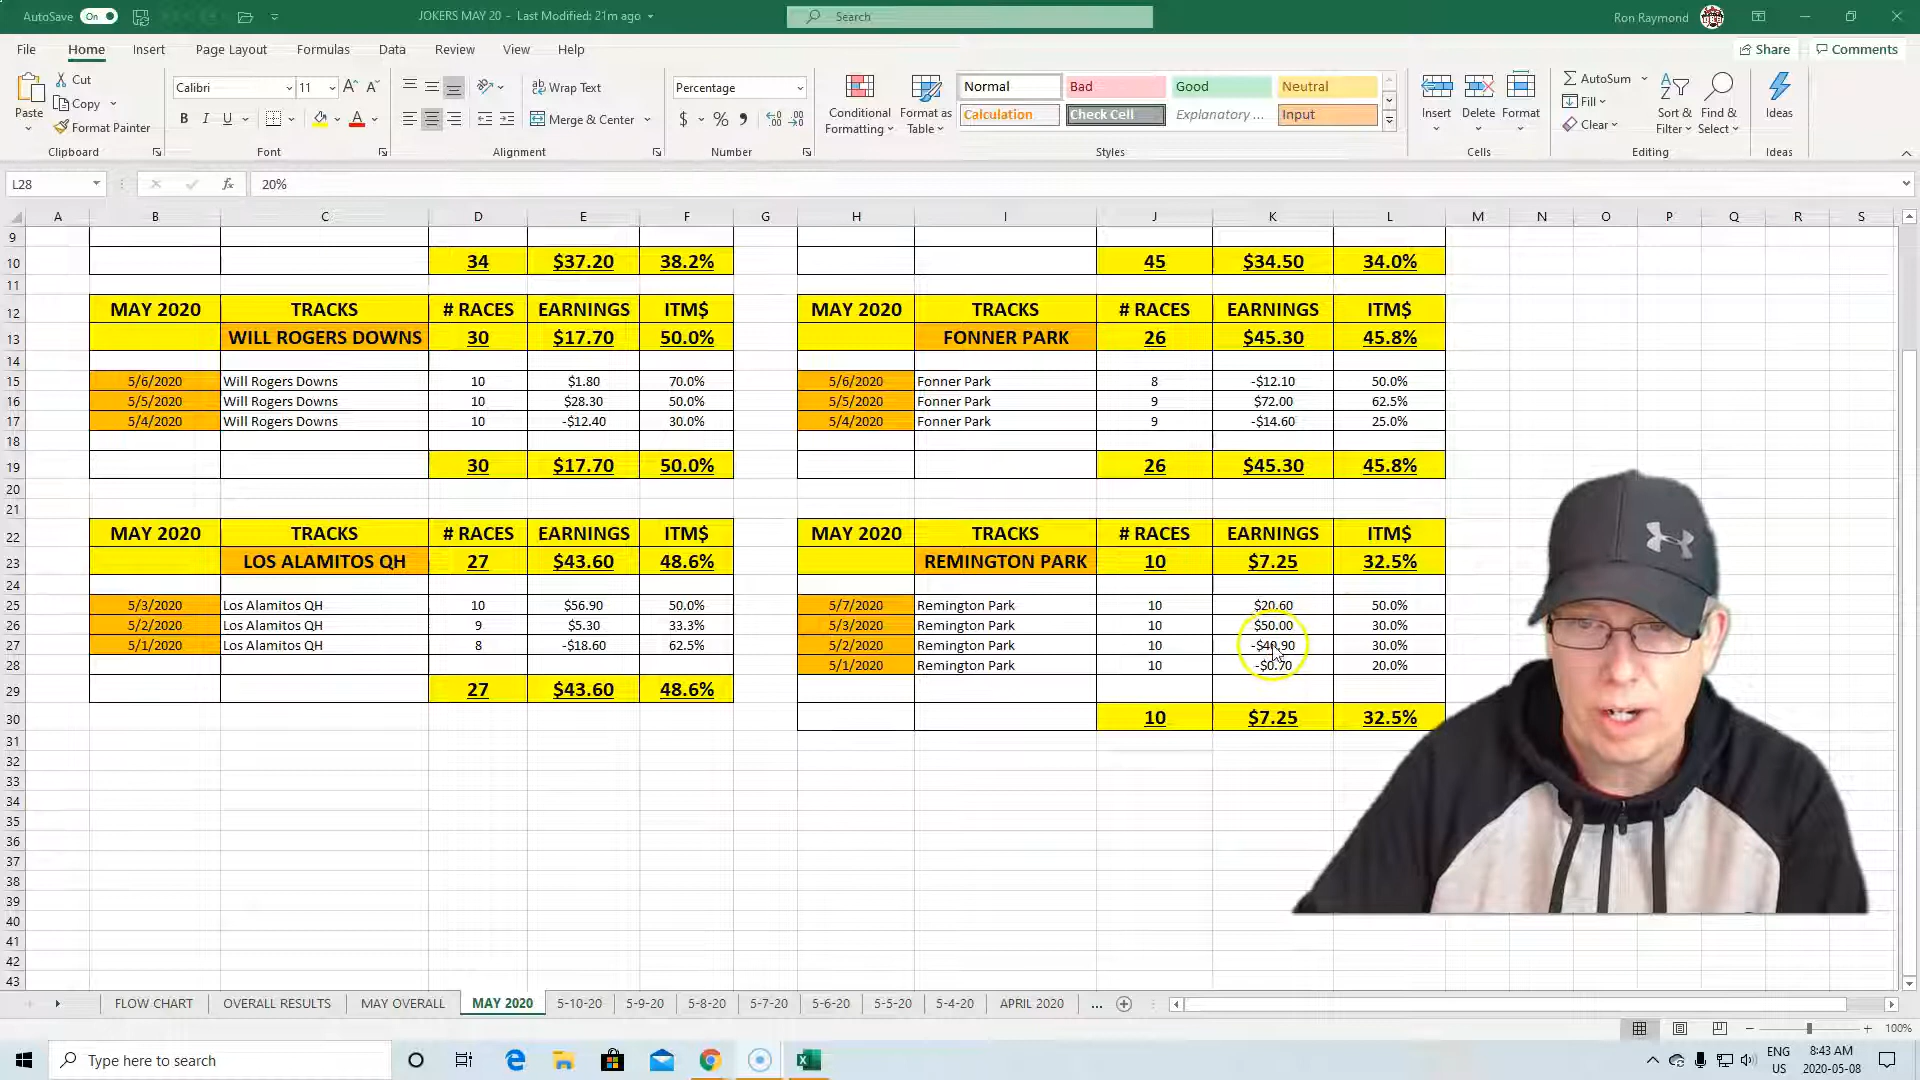 AutoSave On JOKERS MAY 20 - Last Modified: 21m ago Search Ron Raymond
File Home Insert Page Layout Formulas Data Review View Help Share Comments
Paste Cut Copy Format Painter Clipboard
Calibri 11 B I U A Font
Wrap Text Merge & Center Alignment
Percentage $ % Number
Conditional Formatting Format as Table
Normal Bad Good Neutral
Calculation Check Cell Explanatory ... Input
Styles
Insert Delete Format Cells
AutoSum Fill Clear Sort & Filter Find & Select Editing
Ideas Ideas
L28 fx 20%
A B C D E F G H I J K L M N O P Q R S
9
10 34 $37.20 38.2% 45 $34.50 34.0%
11
12 MAY 2020 TRACKS # RACES EARNINGS ITM$ MAY 2020 TRACKS # RACES EARNINGS ITM$
13 WILL ROGERS DOWNS 30 $17.70 50.0% FONNER PARK 26 $45.30 45.8%
14
15 5/6/2020 Will Rogers Downs 10 $1.80 70.0% 5/6/2020 Fonner Park 8 -$12.10 50.0%
16 5/5/2020 Will Rogers Downs 10 $28.30 50.0% 5/5/2020 Fonner Park 9 $72.00 62.5%
17 5/4/2020 Will Rogers Downs 10 -$12.40 30.0% 5/4/2020 Fonner Park 9 -$14.60 25.0%
18
19 30 $17.70 50.0% 26 $45.30 45.8%
20
21
22 MAY 2020 TRACKS # RACES EARNINGS ITM$ MAY 2020 TRACKS # RACES EARNINGS ITM$
23 LOS ALAMITOS QH 27 $43.60 48.6% REMINGTON PARK 10 $7.25 32.5%
24
25 5/3/2020 Los Alamitos QH 10 $56.90 50.0% 5/7/2020 Remington Park 10 $20.60 50.0%
26 5/2/2020 Los Alamitos QH 9 $5.30 33.3% 5/3/2020 Remington Park 10 $50.00 30.0%
27 5/1/2020 Los Alamitos QH 8 -$18.60 62.5% 5/2/2020 Remington Park 10 -$40.90 30.0%
28 5/1/2020 Remington Park 10 -$0.70 20.0%
29 27 $43.60 48.6%
30 10 $7.25 32.5%
31
32
33
34
35
36
37
38
39
40
41
42
43
FLOW CHART OVERALL RESULTS MAY OVERALL MAY 2020 5-10-20 5-9-20 5-8-20 5-7-20 5-6-20 5-5-20 5-4-20 APRIL 2020 ...
100%
Type here to search ENG US 8:43 AM 2020-05-08